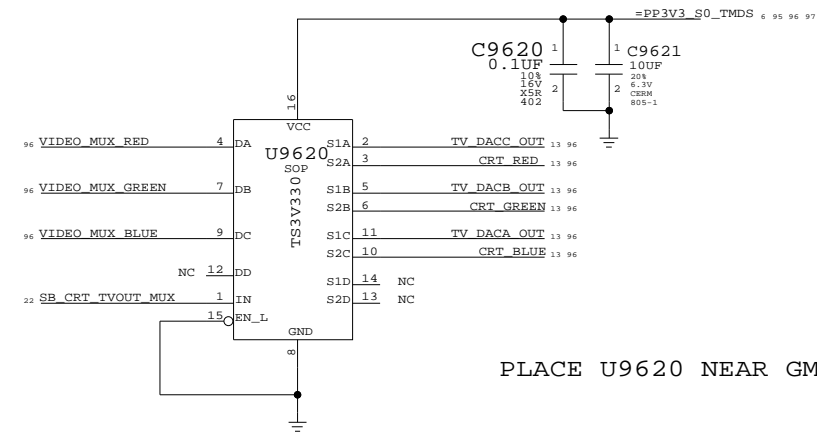 =PP3V3_S0_TMDS 6 95 96 97
C9620 1
0.1UF
10%
16V
X5R 2
402
1 C9621
10UF
20%
6.3V
2 CERM
805-1
16
VCC
96 VIDEO_MUX_RED 4 DA
U9620
SOP
TS3V330
S1A 2 TV_DACC_OUT 13 96
S2A 3 CRT_RED 13 96
96 VIDEO_MUX_GREEN 7 DB
S1B 5 TV_DACB_OUT 13 96
S2B 6 CRT_GREEN 13 96
96 VIDEO_MUX_BLUE 9 DC
S1C 11 TV_DACA_OUT 13 96
S2C 10 CRT_BLUE 13 96
NC 12 DD
S1D 14 NC
22 SB_CRT_TVOUT_MUX 1 IN
S2D 13 NC
15 EN_L
GND
8
PLACE U9620 NEAR GM